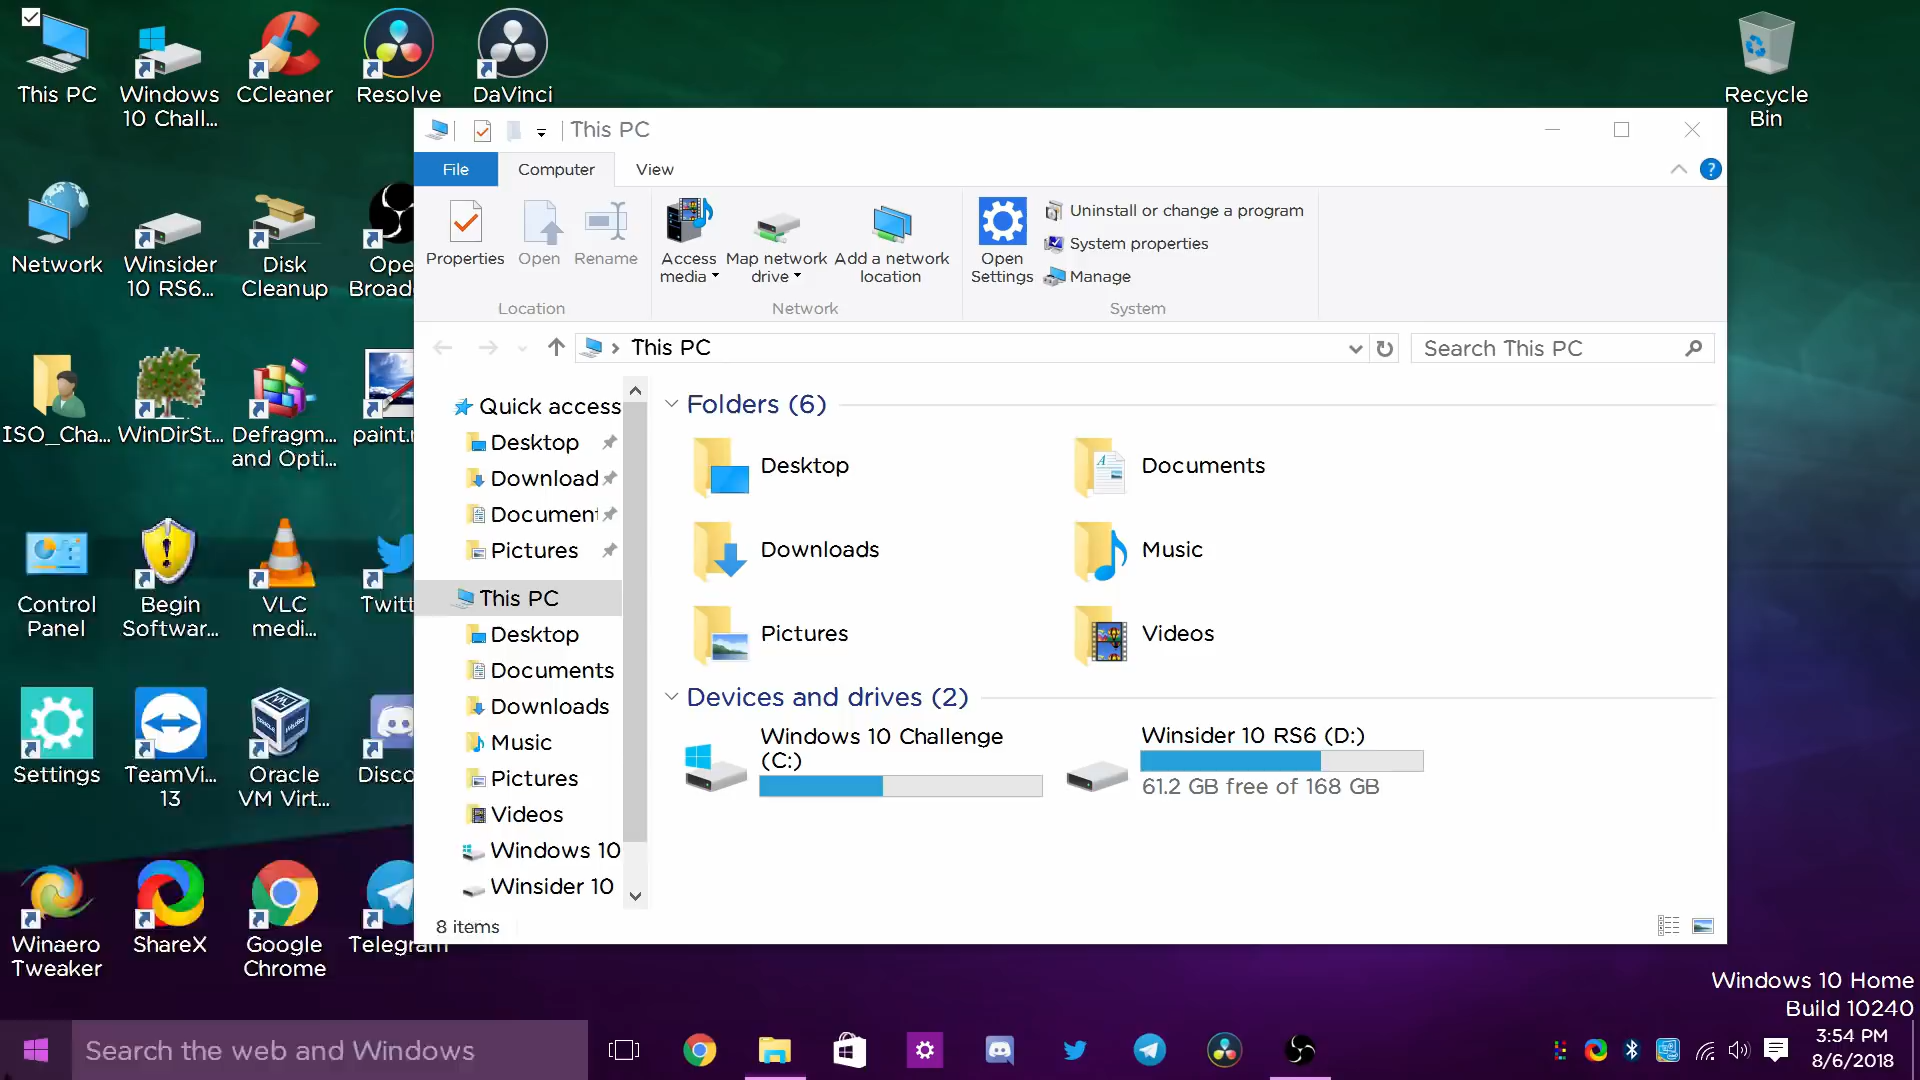 This PC
Windows
10 Chall...
CCleaner
Resolve
DaVinci
Recycle
Bin
Network
Winsider
10 RS6...
Disk
Cleanup
Ope
Broad
ISO_Cha...
WinDirSt...
Defragm...
and Opti...
paint.
Control
Panel
Begin
Softwar...
VLC
medi...
Twitt
Settings
TeamVi...
13
Oracle
VM Virt...
Disco
Winaero
Tweaker
ShareX
Google
Chrome
Telegram
This PC
File
Computer
View
?
Properties
Open
Rename
Location
Access
media
Map network
drive
Add a network
location
Network
Open
Settings
Uninstall or change a program
System properties
Manage
System
This PC
Search This PC
Quick access
Desktop
Download
Document
Pictures
This PC
Desktop
Documents
Downloads
Music
Pictures
Videos
Windows 10
Winsider 10
Folders (6)
Desktop
Documents
Downloads
Music
Pictures
Videos
Devices and drives (2)
Windows 10 Challenge
(C:)
Winsider 10 RS6 (D:)
61.2 GB free of 168 GB
8 items
Windows 10 Home
Build 10240
Search the web and Windows
3:54 PM
8/6/2018